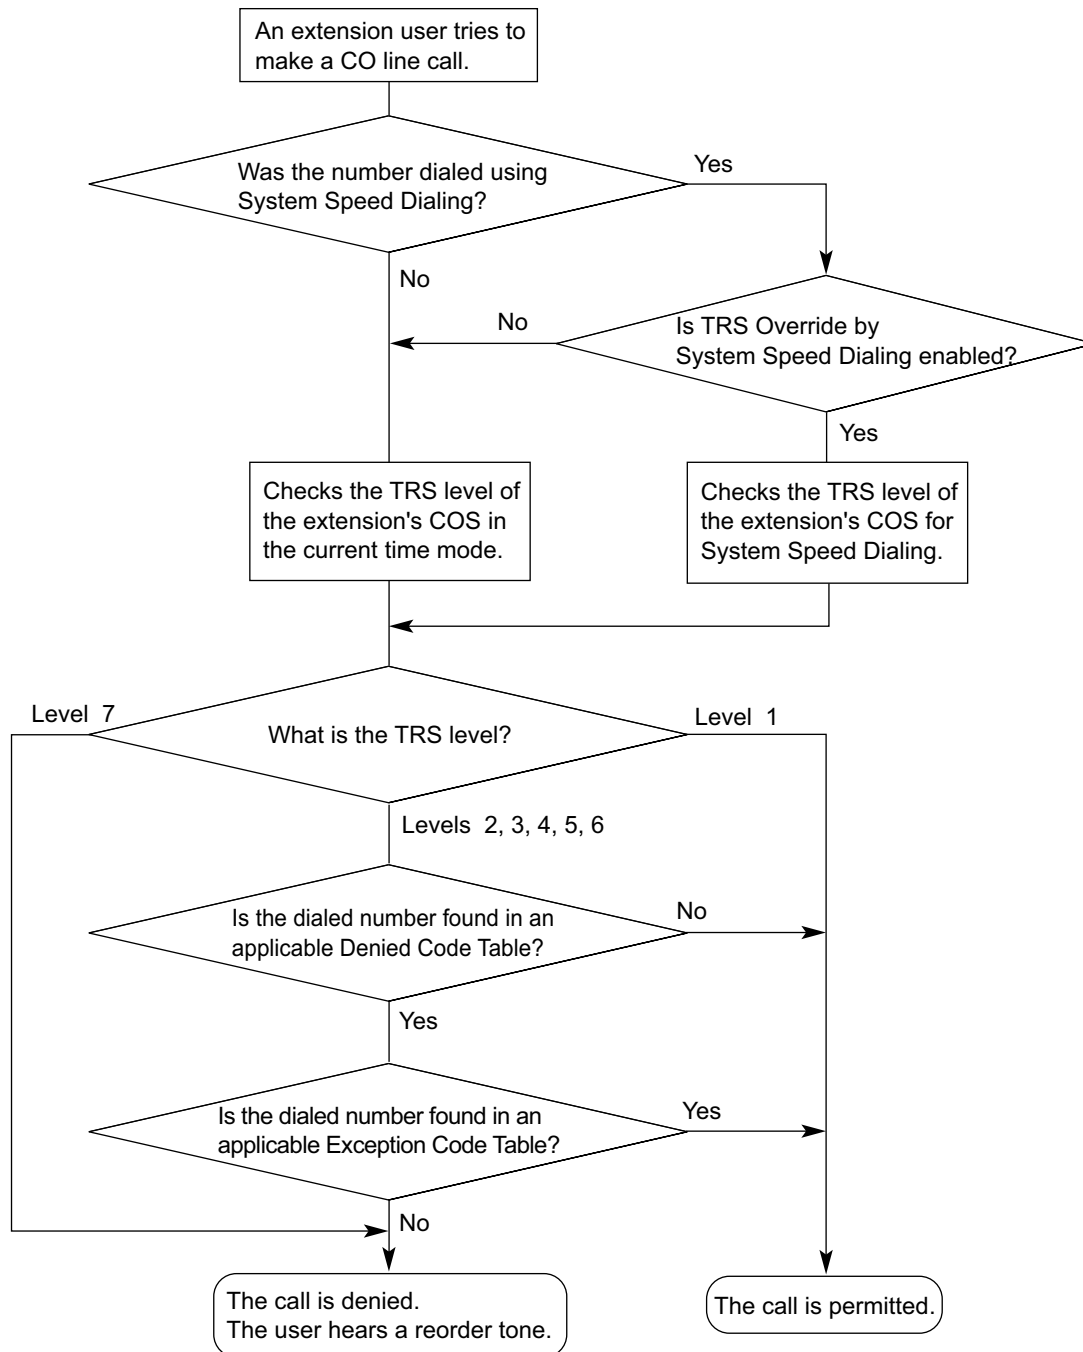 An extension user tries to
make a CO line call.
Was the number dialed using
System Speed Dialing?
Yes
No
Is TRS Override by
System Speed Dialing enabled?
No
Yes
Checks the TRS level of
the extension's COS in
the current time mode.
Checks the TRS level of
the extension's COS for
System Speed Dialing.
What is the TRS level?
Level 7
Level 1
Levels 2, 3, 4, 5, 6
Is the dialed number found in an
applicable Denied Code Table?
No
Yes
Is the dialed number found in an
applicable Exception Code Table?
Yes
No
The call is denied.
The user hears a reorder tone.
The call is permitted.